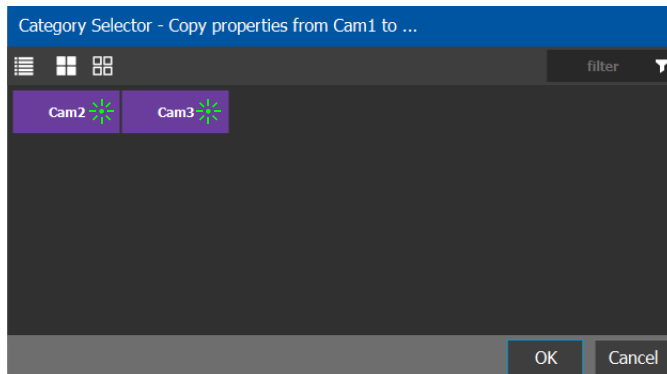 Category Selector - Copy properties from Cam1 to ...
filter
Cam2 Cam3
OK Cancel